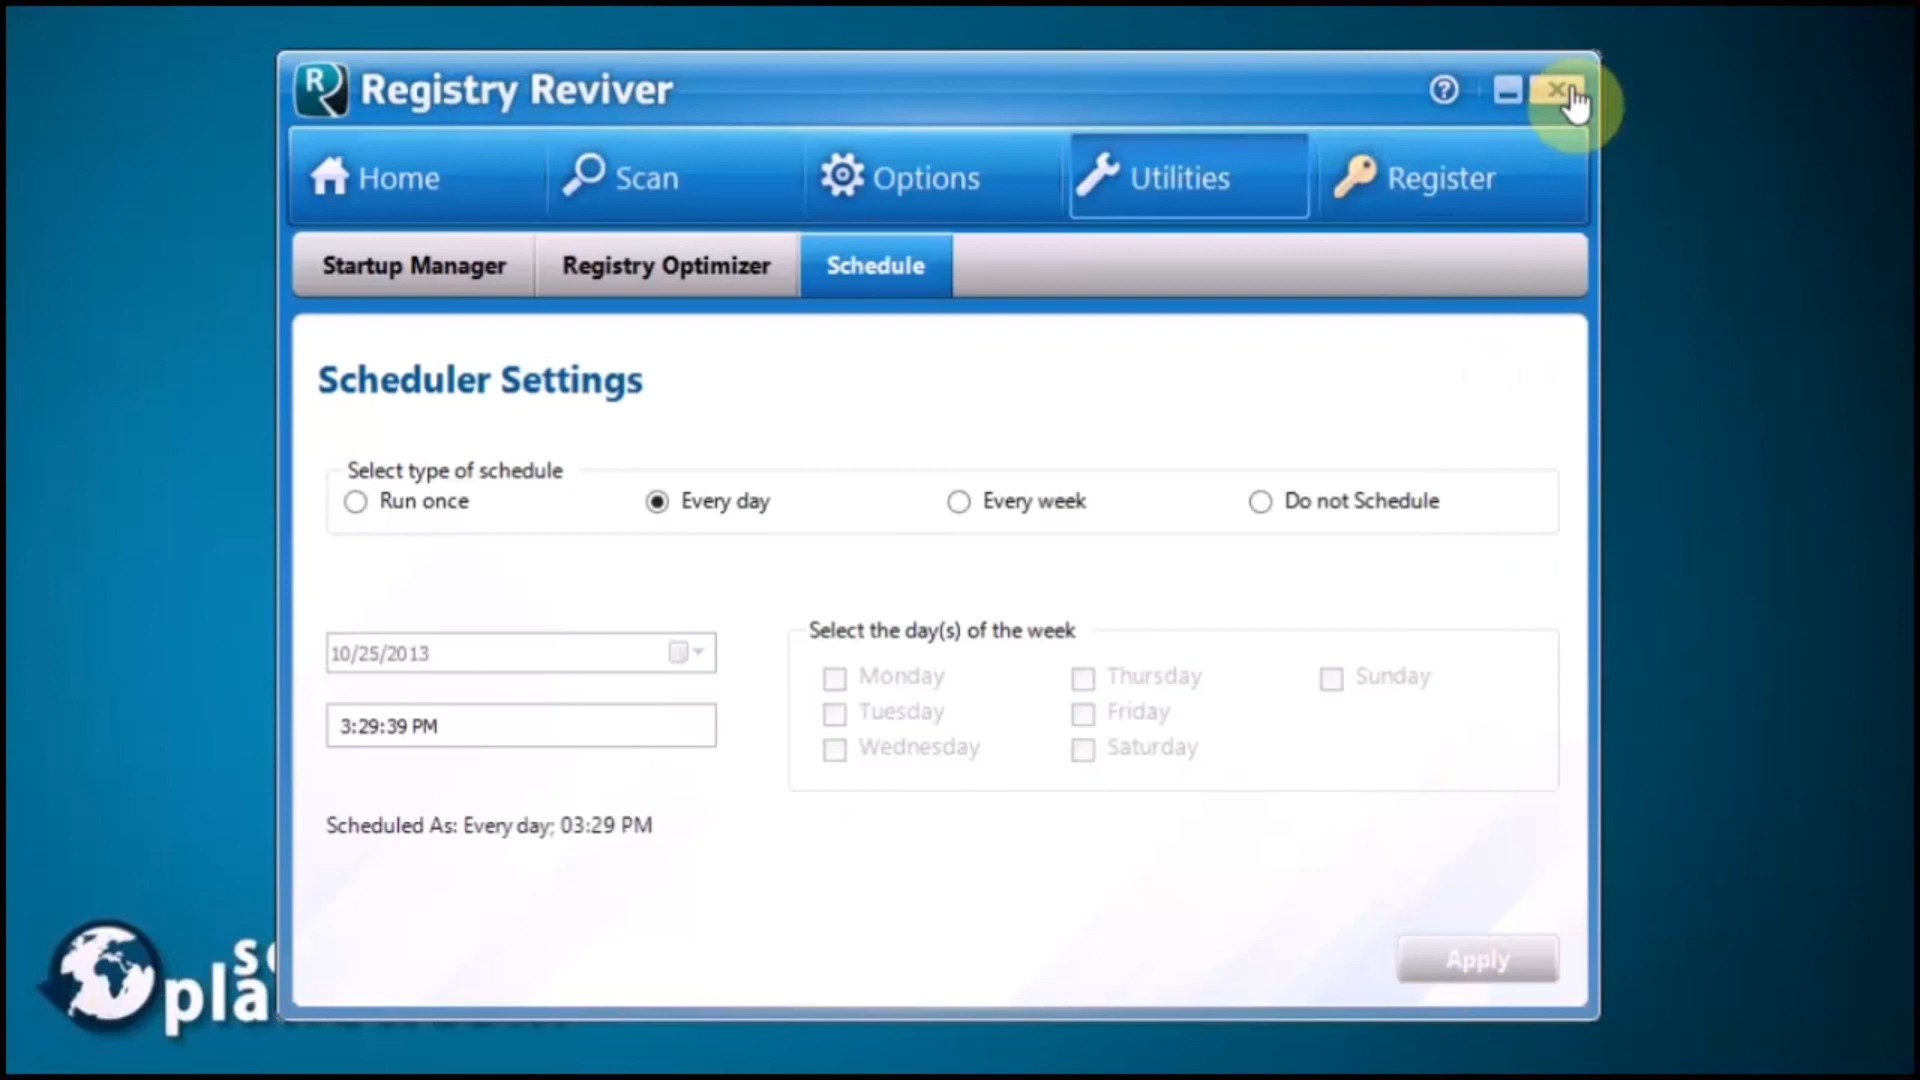 Registry Reviver
Home Scan Options Utilities Register
Startup Manager Registry Optimizer Schedule
Scheduler Settings
Select type of schedule
Run once Every day Every week Do not Schedule
Select the day(s) of the week
10/25/2013
Monday Thursday Sunday
Tuesday Friday
3:29:39 PM
Wednesday Saturday
Scheduled As: Every day; 03:29 PM
Apply